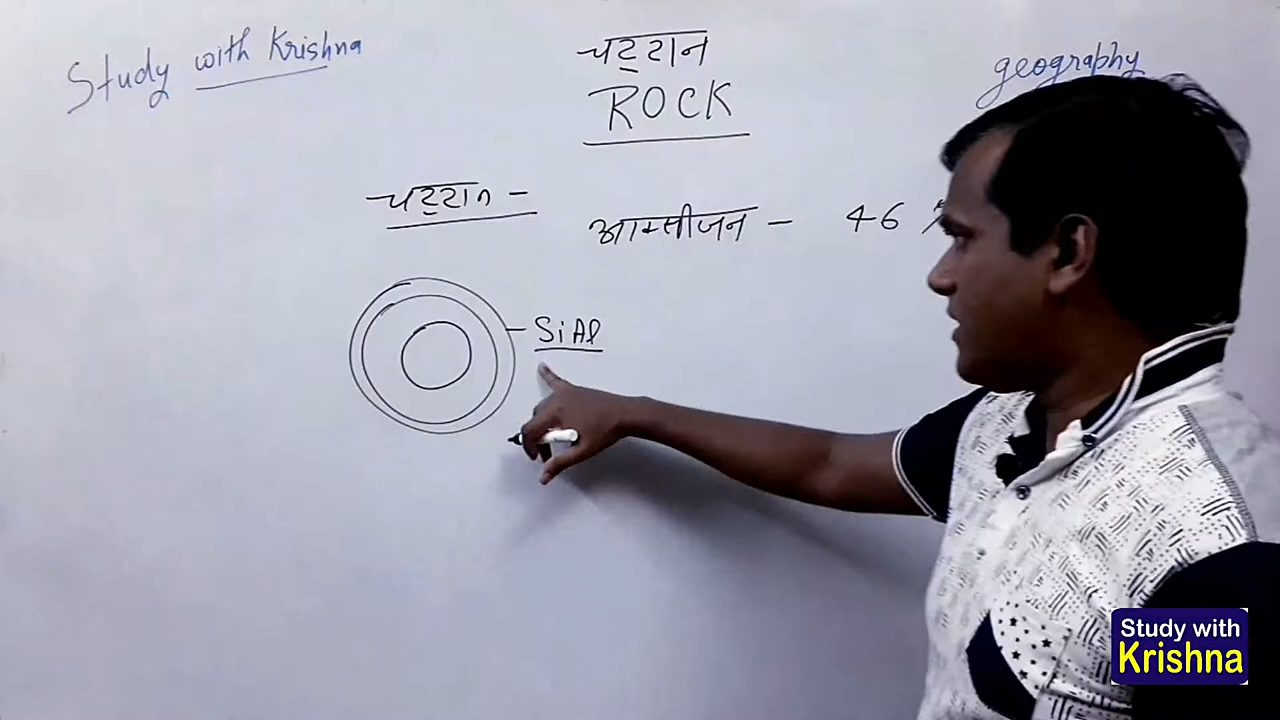 Study with Krishna
चट्टान
ROCK
geography
चट्टान -
आक्सीजन - 46 %
SiAl
Study with
Krishna